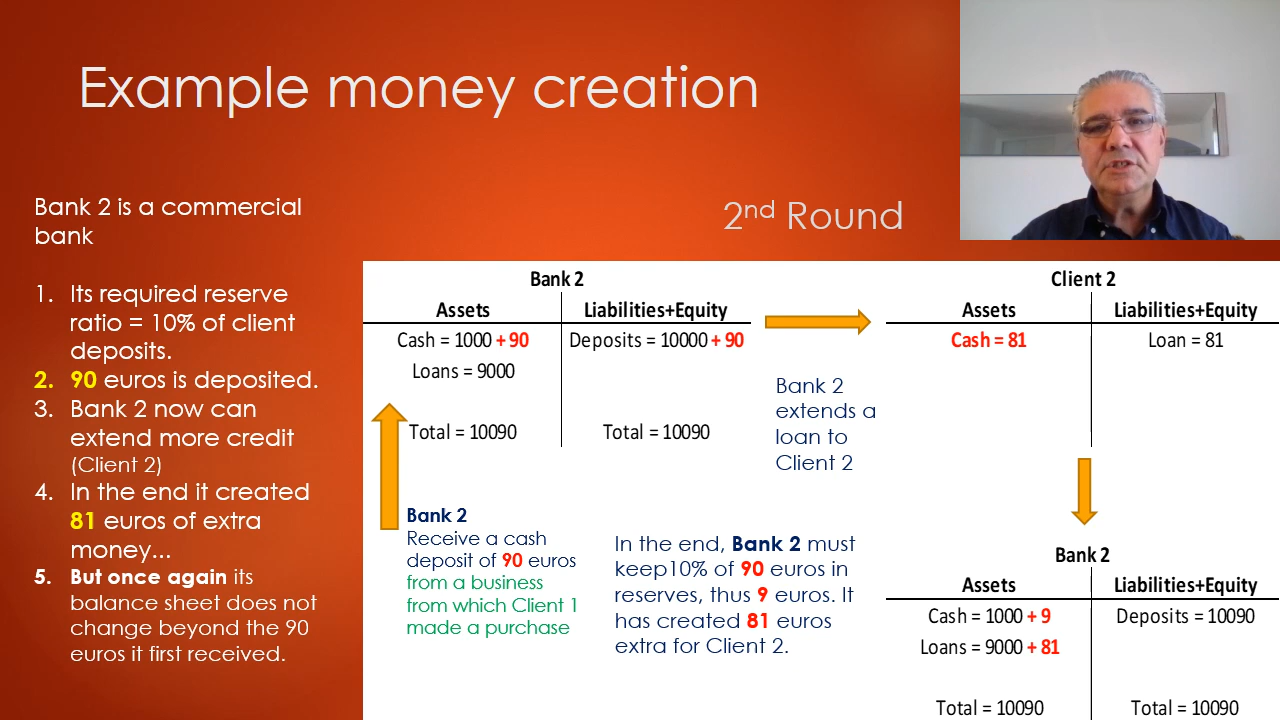 Example money creation
Bank 2 is a commercial
bank
2nd Round
1. Its required reserve
ratio = 10% of client
deposits.
2. 90 euros is deposited.
3. Bank 2 now can
extend more credit
(Client 2)
4. In the end it created
81 euros of extra
money...
5. But once again its
balance sheet does not
change beyond the 90
euros it first received.
Bank 2
Assets Liabilities+Equity
Cash = 1000 + 90 Deposits = 10000 + 90
Loans = 9000
Total = 10090 Total = 10090
Bank 2
extends a
loan to
Client 2
Client 2
Assets Liabilities+Equity
Cash = 81 Loan = 81
Bank 2
Receive a cash
deposit of 90 euros
from a business
from which Client 1
made a purchase
In the end, Bank 2 must
keep10% of 90 euros in
reserves, thus 9 euros. It
has created 81 euros
extra for Client 2.
Bank 2
Assets Liabilities+Equity
Cash = 1000 + 9 Deposits = 10090
Loans = 9000 + 81
Total = 10090 Total = 10090